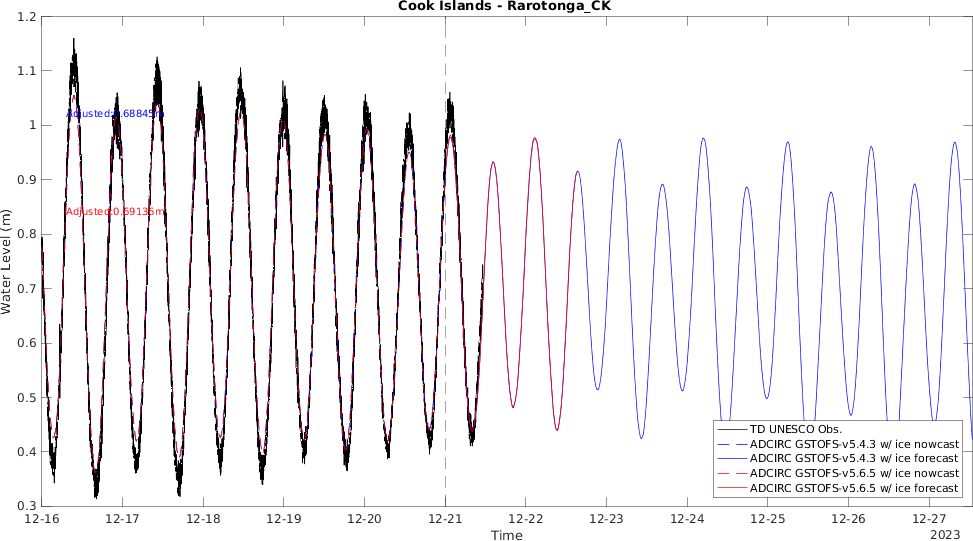 Cook Islands - Rarotonga_CK
Water Level (m)
1.2
1.1
1
0.9
0.8
0.7
0.6
0.5
0.4
0.3
Adjusted:0.68845m
Adjusted:0.69135m
TD UNESCO Obs.
ADCIRC GSTOFS-v5.4.3 w/ ice nowcast
ADCIRC GSTOFS-v5.4.3 w/ ice forecast
ADCIRC GSTOFS-v5.6.5 w/ ice nowcast
ADCIRC GSTOFS-v5.6.5 w/ ice forecast
12-16 12-17 12-18 12-19 12-20 12-21 12-22 12-23 12-24 12-25 12-26 12-27
Time
2023